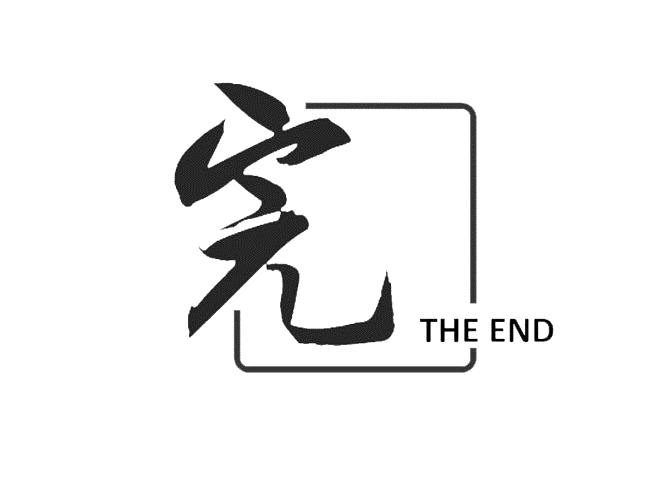 完
THE END